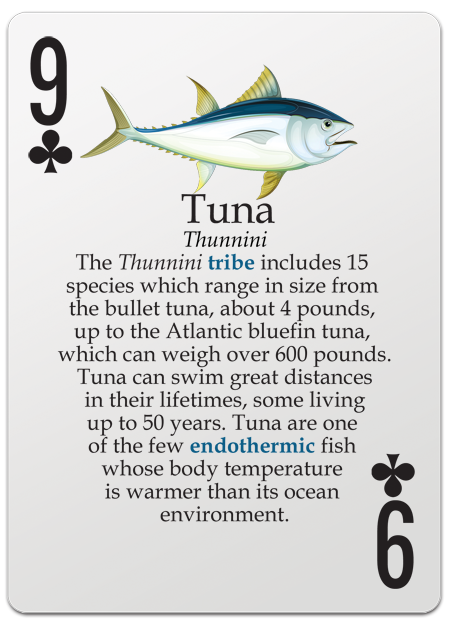 9
Tuna
Thunnini
The Thunnini tribe includes 15
species which range in size from
the bullet tuna, about 4 pounds,
up to the Atlantic bluefin tuna,
which can weigh over 600 pounds.
Tuna can swim great distances
in their lifetimes, some living
up to 50 years. Tuna are one
of the few endothermic fish
whose body temperature
is warmer than its ocean
environment.
9